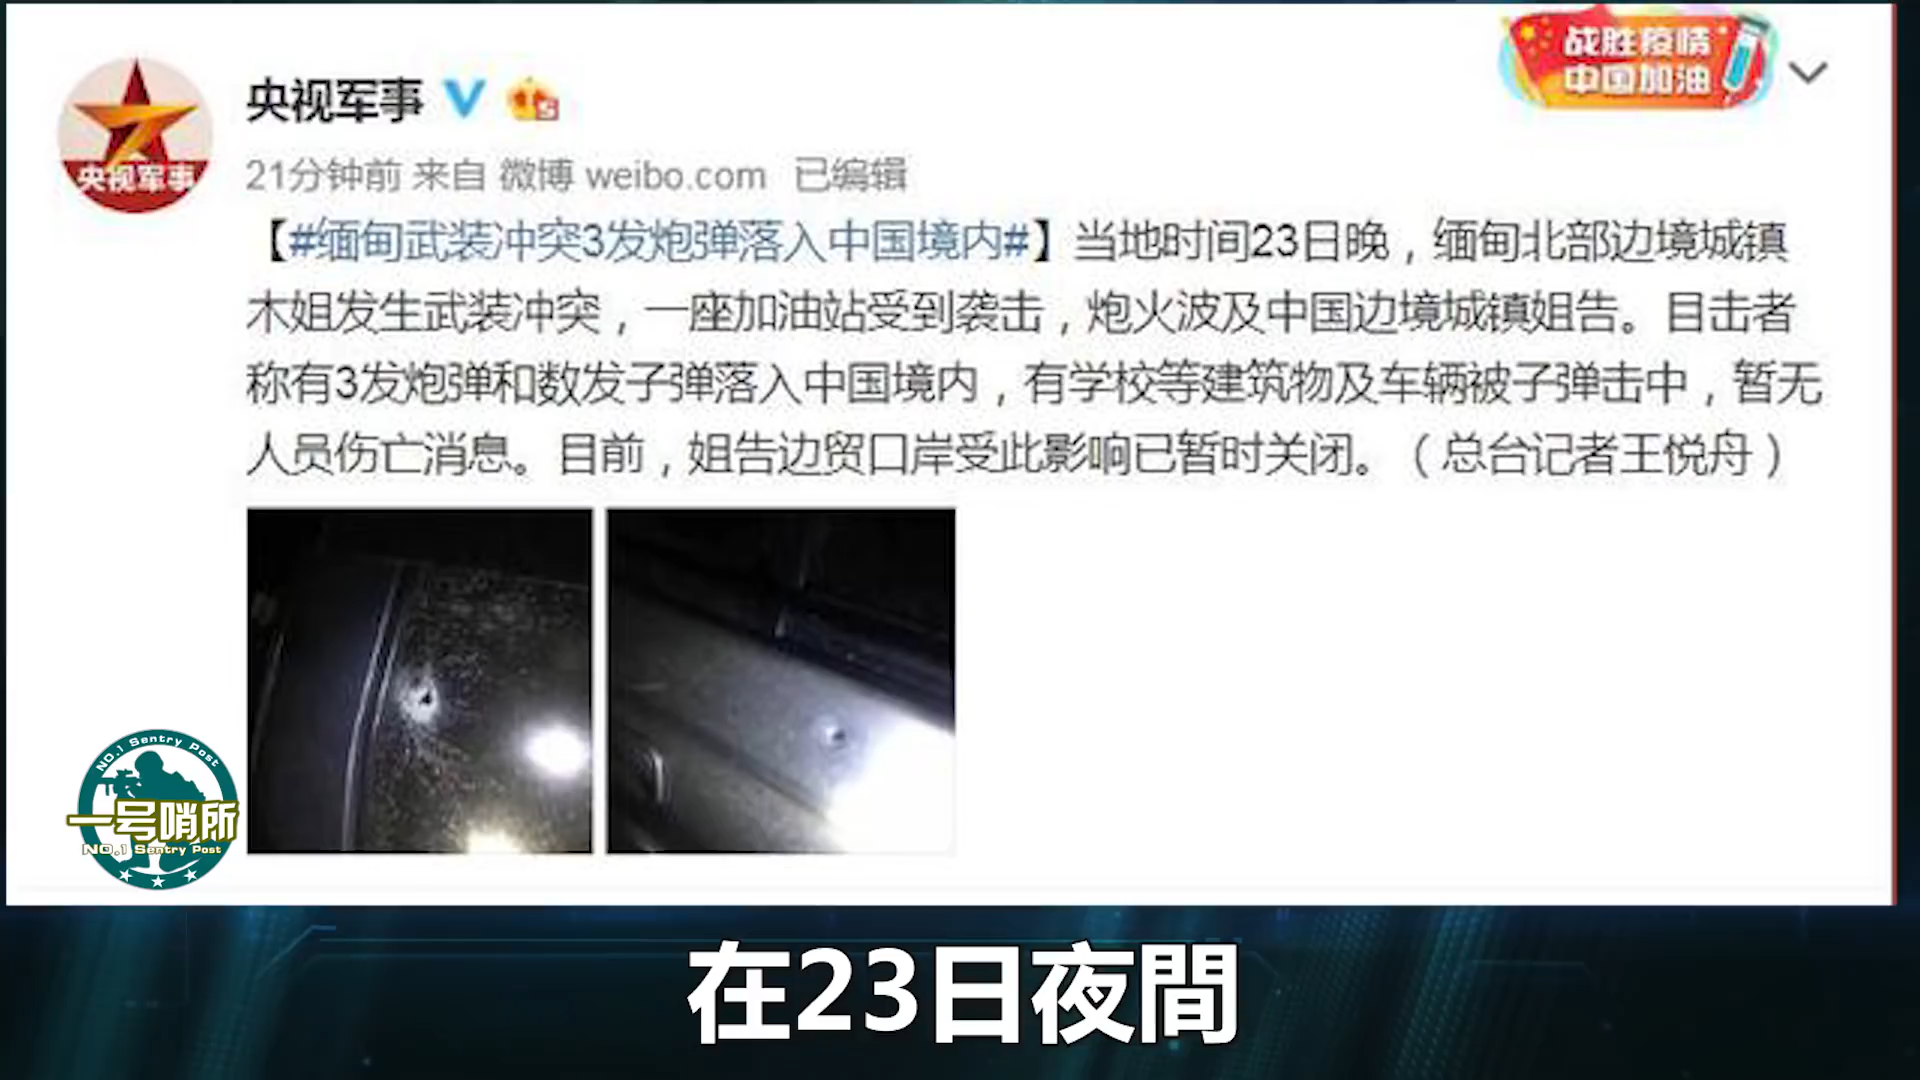 战胜疫情
中国加油
央视军事
央视军事
21分钟前 来自 微博 weibo.com 已编辑
【#缅甸武装冲突3发炮弹落入中国境内#】当地时间23日晚，缅甸北部边境城镇
木姐发生武装冲突，一座加油站受到袭击，炮火波及中国边境城镇姐告。目击者
称有3发炮弹和数发子弹落入中国境内，有学校等建筑物及车辆被子弹击中，暂无
人员伤亡消息。目前，姐告边贸口岸受此影响已暂时关闭。（总台记者王悦舟）
NO.1 Sentry Post
一号哨所
NO.1 Sentry Post
在23日夜間